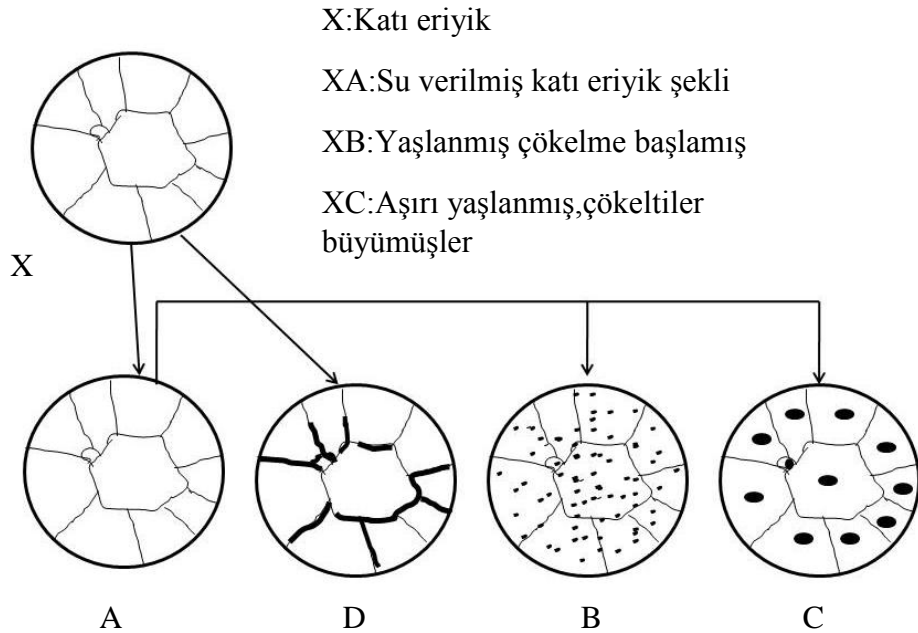 X:Katı eriyik
XA:Su verilmiş katı eriyik şekli
XB:Yaşlanmış çökelme başlamış
XC:Aşırı yaşlanmış,çökeltiler
büyümüşler
X
A
D
B
C